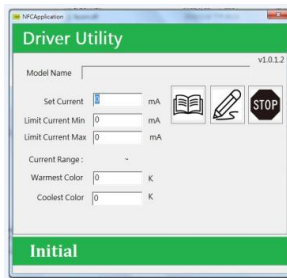 NFCApplication
Driver Utility
v1.0.1.2
Model Name
Set Current 0 mA
Limit Current Min 0 mA
Limit Current Max 0 mA
STOP
Current Range : -
Warmest Color 0 K
Coolest Color 0 K
Initial